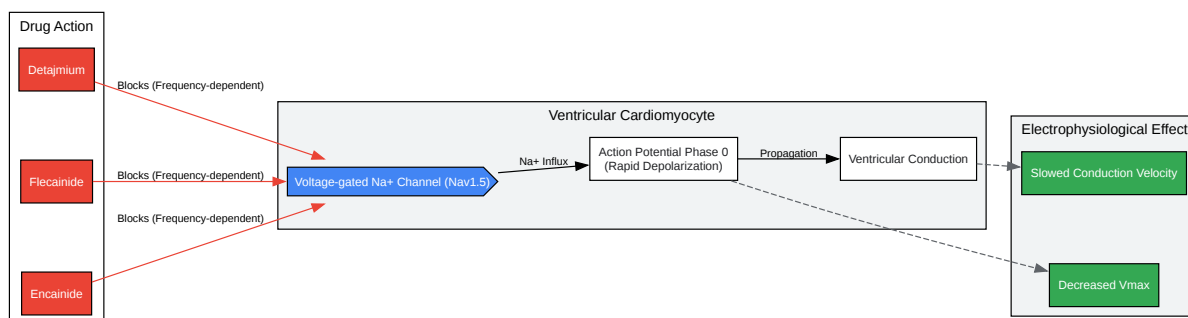 Drug Action
Detajmium
Blocks (Frequency-dependent)
Ventricular Cardiomyocyte
Electrophysiological Effect
Action Potential Phase 0
(Rapid Depolarization)
Na+ Influx
Propagation
Ventricular Conduction
Flecainide
Blocks (Frequency-dependent)
Voltage-gated Na+ Channel (Nav1.5)
Slowed Conduction Velocity
Blocks (Frequency-dependent)
Encainide
Decreased Vmax